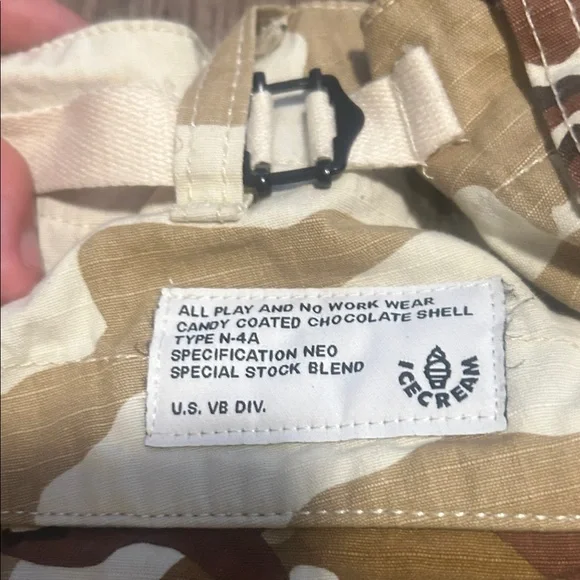 ALL PLAY AND NO WORK WEAR
CANDY COATED CHOCOLATE SHELL
TYPE N-4A
SPECIFICATION NEO
SPECIAL STOCK BLEND
U.S. VB DIV.
ICECREAM